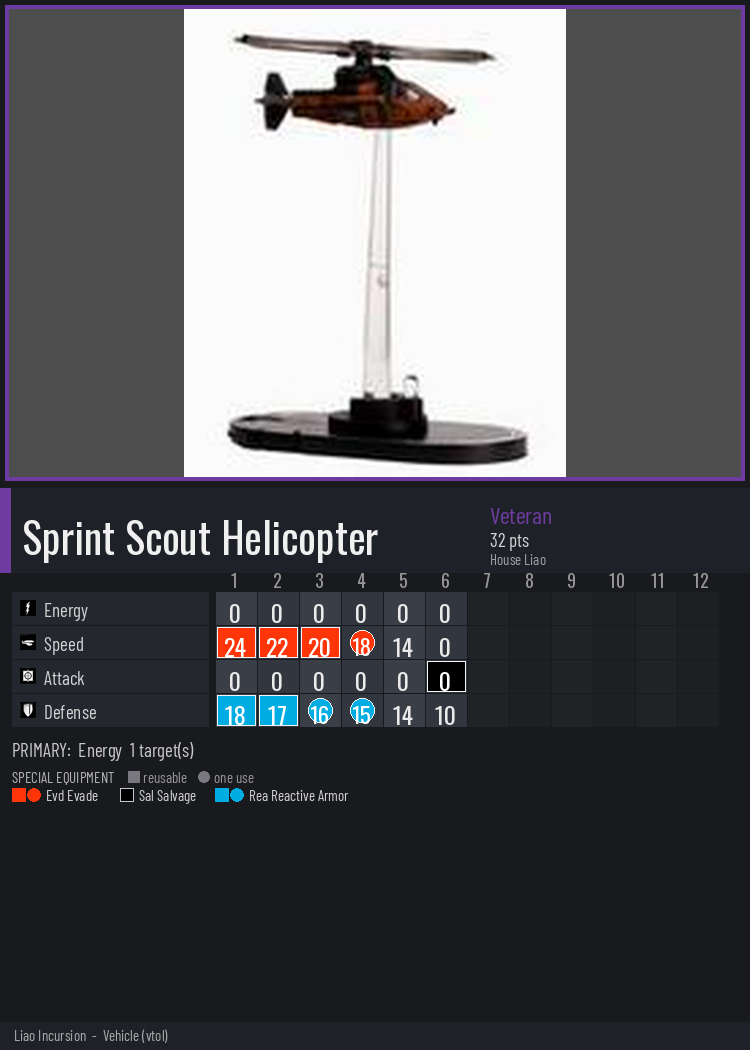 Sprint Scout Helicopter
Veteran
32 pts
House Liao
1 2 3 4 5 6 7 8 9 10 11 12
Energy 0 0 0 0 0 0
Speed 24 22 20 18 14 0
Attack 0 0 0 0 0 0
Defense 18 17 16 15 14 10
PRIMARY: Energy 1 target(s)
SPECIAL EQUIPMENT reusable one use
Evd Evade Sal Salvage Rea Reactive Armor
Liao Incursion - Vehicle (vtol)